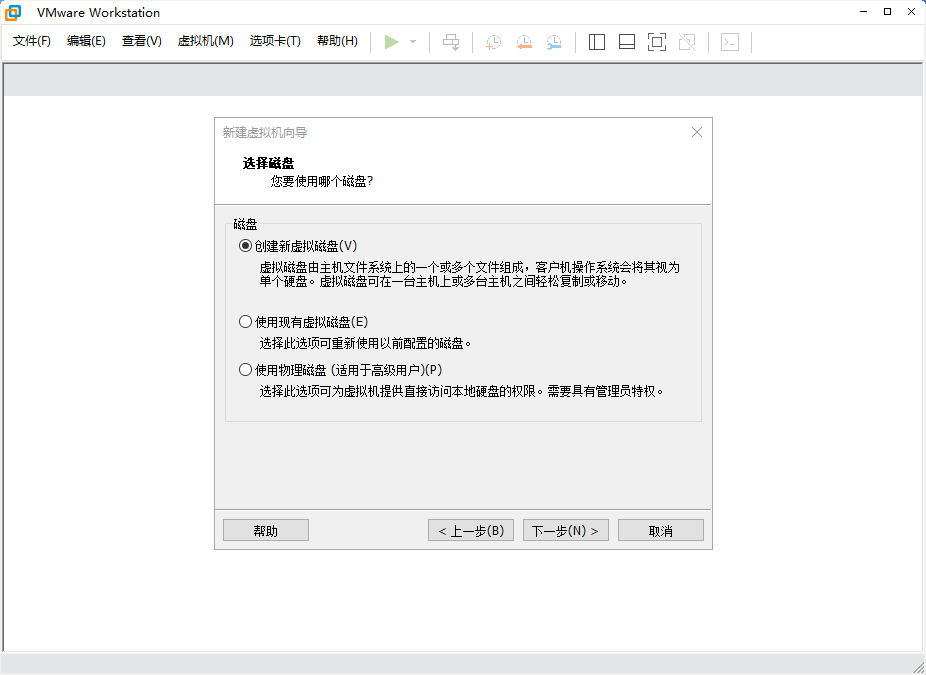 VMware Workstation
文件(F) 编辑(E) 查看(V) 虚拟机(M) 选项卡(T) 帮助(H)
新建虚拟机向导
选择磁盘
您要使用哪个磁盘?
磁盘
创建新虚拟磁盘(V)
虚拟磁盘由主机文件系统上的一个或多个文件组成，客户机操作系统会将其视为
单个硬盘。虚拟磁盘可在一台主机上或多台主机之间轻松复制或移动。
使用现有虚拟磁盘(E)
选择此选项可重新使用以前配置的磁盘。
使用物理磁盘 (适用于高级用户)(P)
选择此选项可为虚拟机提供直接访问本地硬盘的权限。需要具有管理员特权。
帮助 < 上一步(B) 下一步(N) > 取消